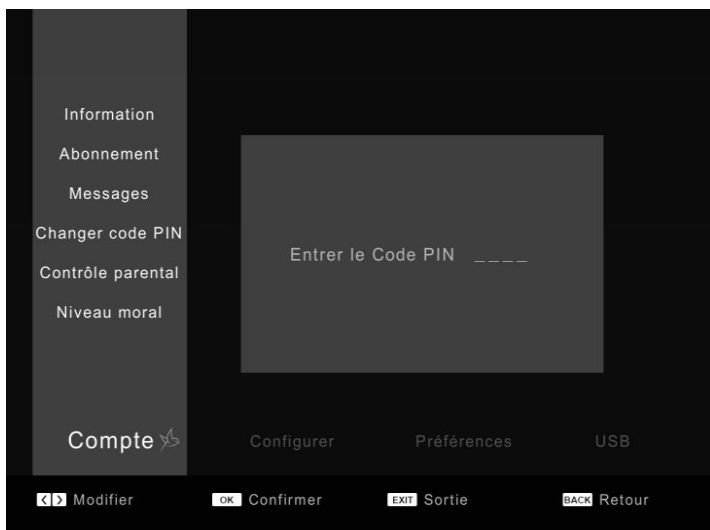 Information
Abonnement
Messages
Changer code PIN
Contrôle parental
Niveau moral
Entrer le Code PIN _ _ _ _
Compte Configurer Préférences USB
< > Modifier OK Confirmer EXIT Sortie BACK Retour